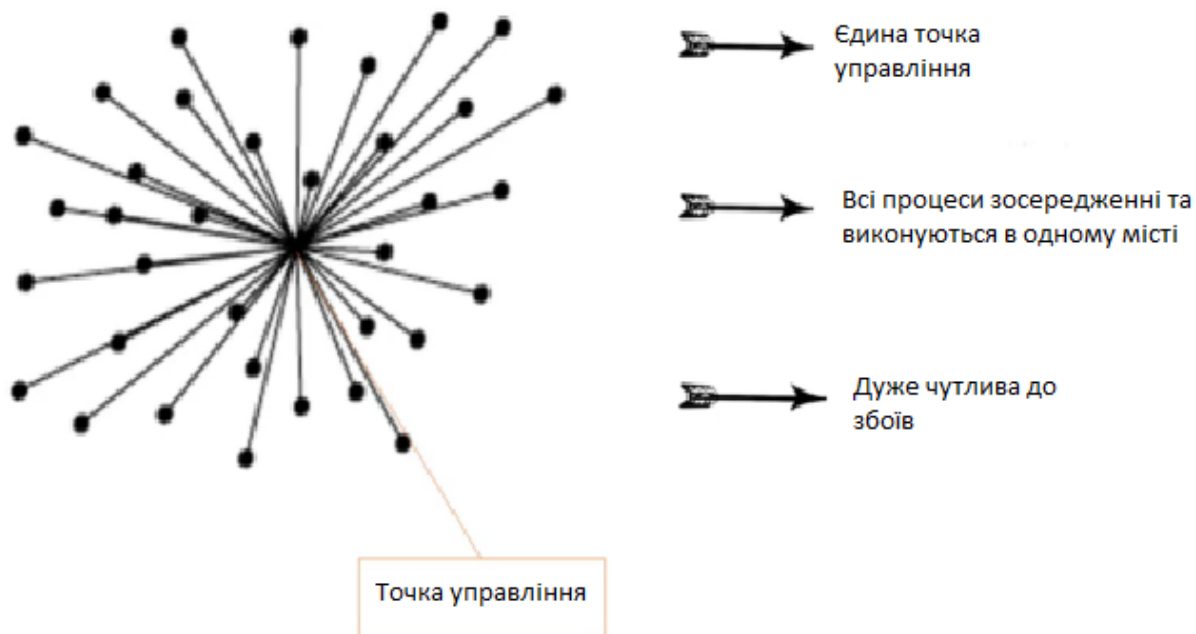 Єдина точка
управління
Всі процеси зосередженні та
виконуються в одному місті
Дуже чутлива до
збоїв
Точка управління